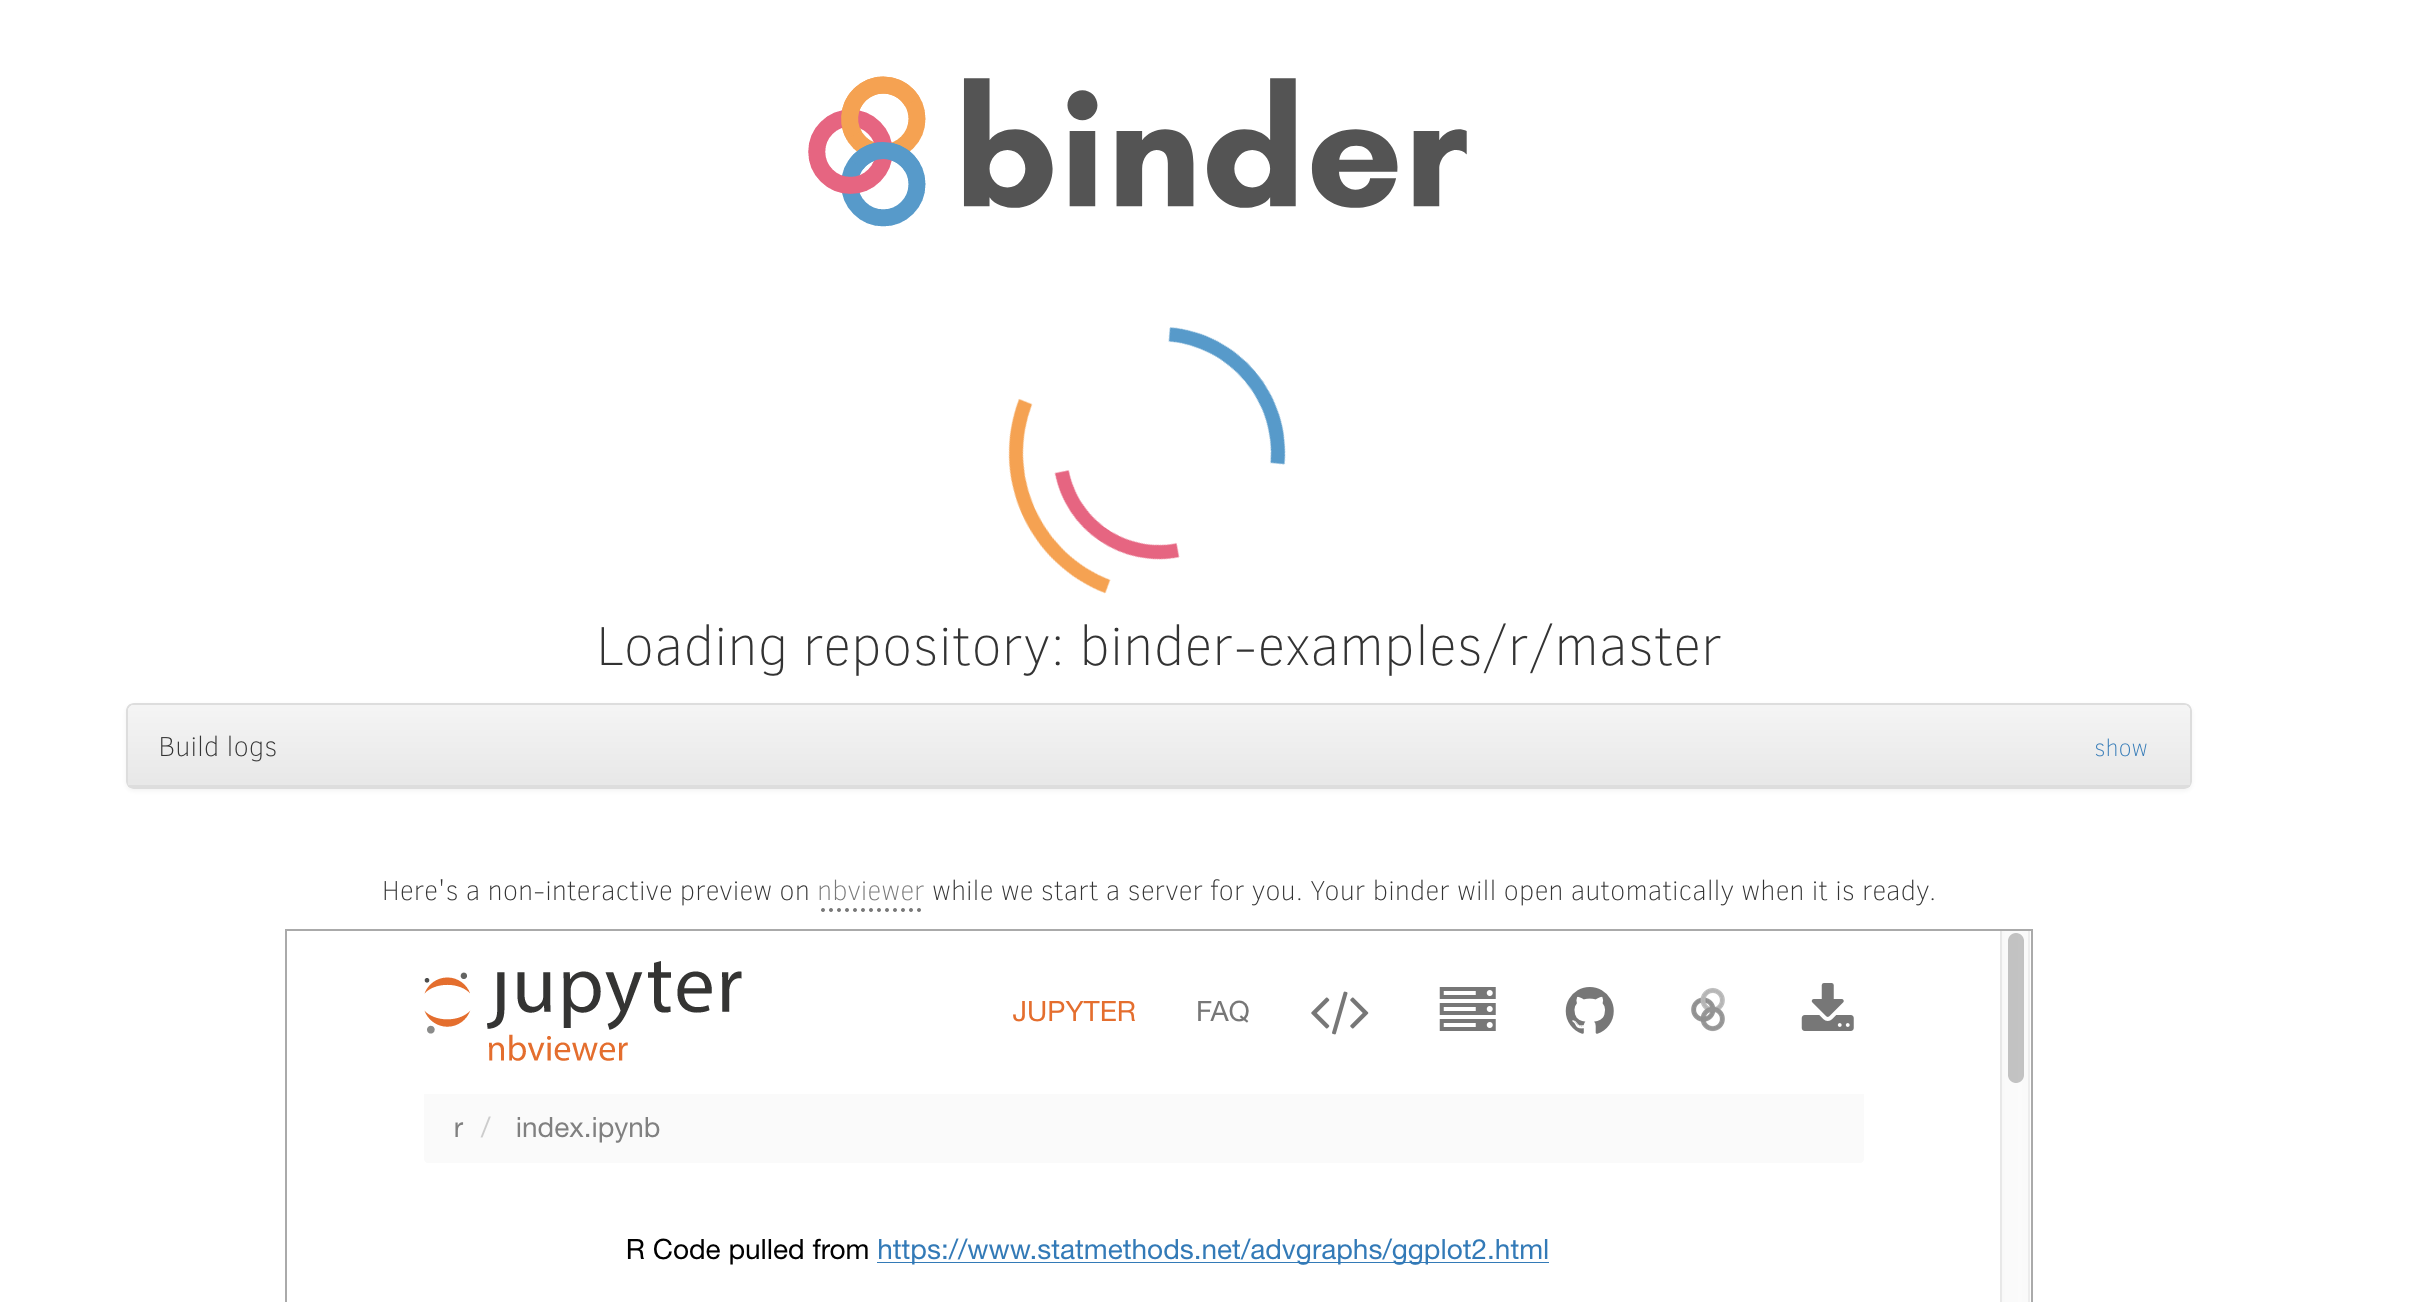 binder
Loading repository: binder-examples/r/master
Build logs
show
Here's a non-interactive preview on nbviewer while we start a server for you. Your binder will open automatically when it is ready.
jupyter
nbviewer
JUPYTER
FAQ
</>
r / index.ipynb
R Code pulled from https://www.statmethods.net/advgraphs/ggplot2.html